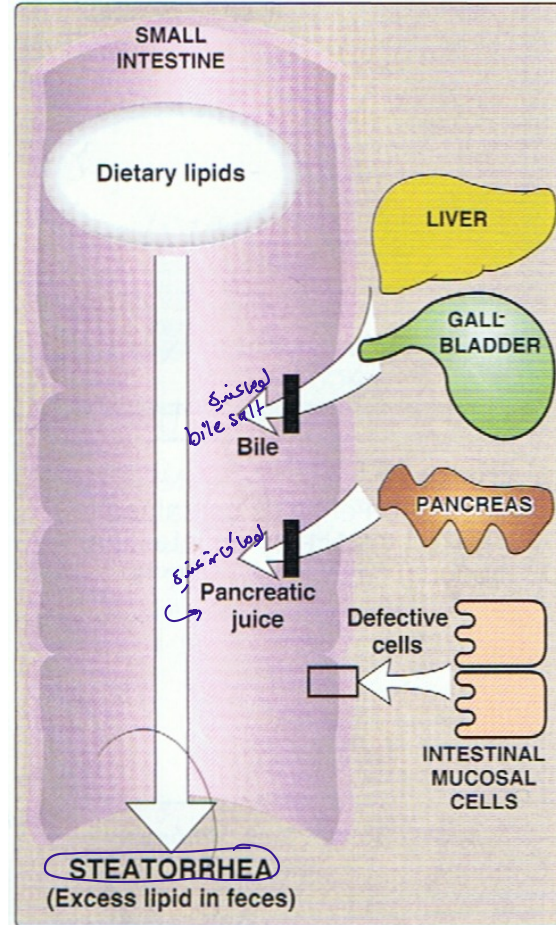 SMALL
INTESTINE
Dietary lipids
LIVER
GALL-
BLADDER
bile salt
Bile
PANCREAS
Pancreatic
juice
Defective
cells
INTESTINAL
MUCOSAL
CELLS
STEATORRHEA
(Excess lipid in feces)